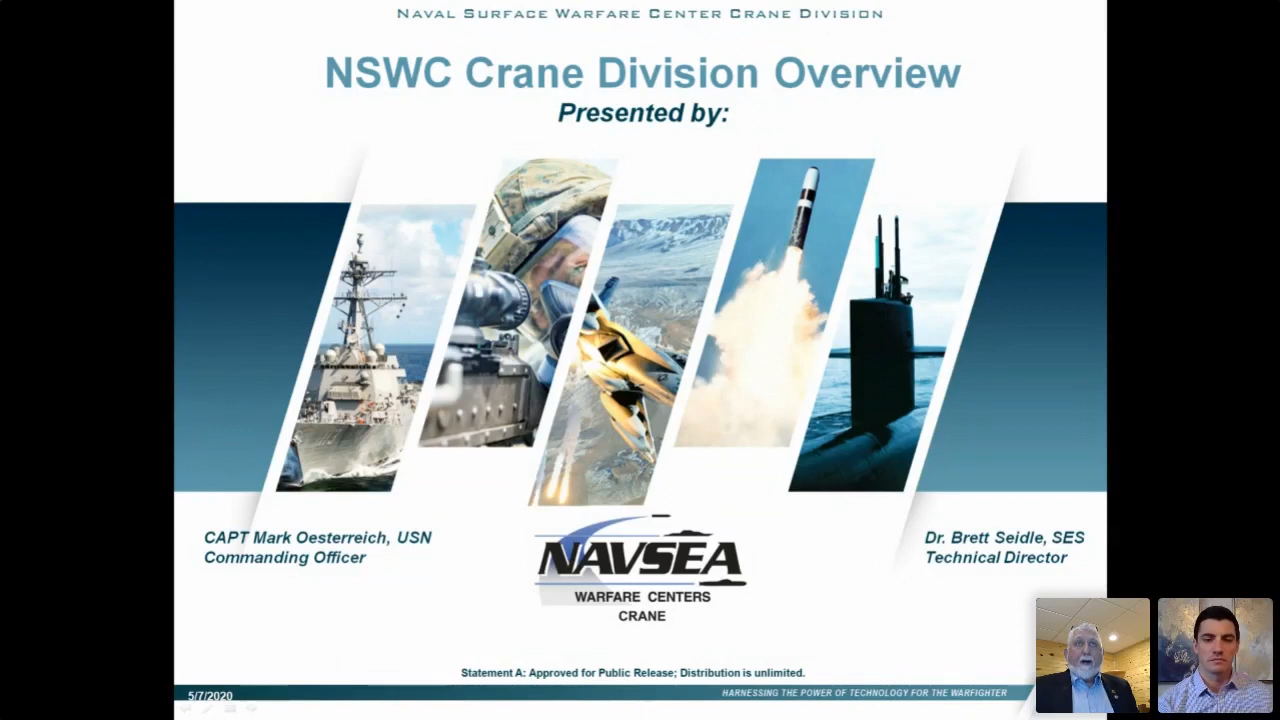 NAVAL SURFACE WARFARE CENTER CRANE DIVISION
NSWC Crane Division Overview
Presented by:
CAPT Mark Oesterreich, USN
Commanding Officer
Dr. Brett Seidle, SES
Technical Director
NAVSEA
WARFARE CENTERS
CRANE
Statement A: Approved for Public Release; Distribution is unlimited.
5/7/2020
HARNESSING THE POWER OF TECHNOLOGY FOR THE WARFIGHTER